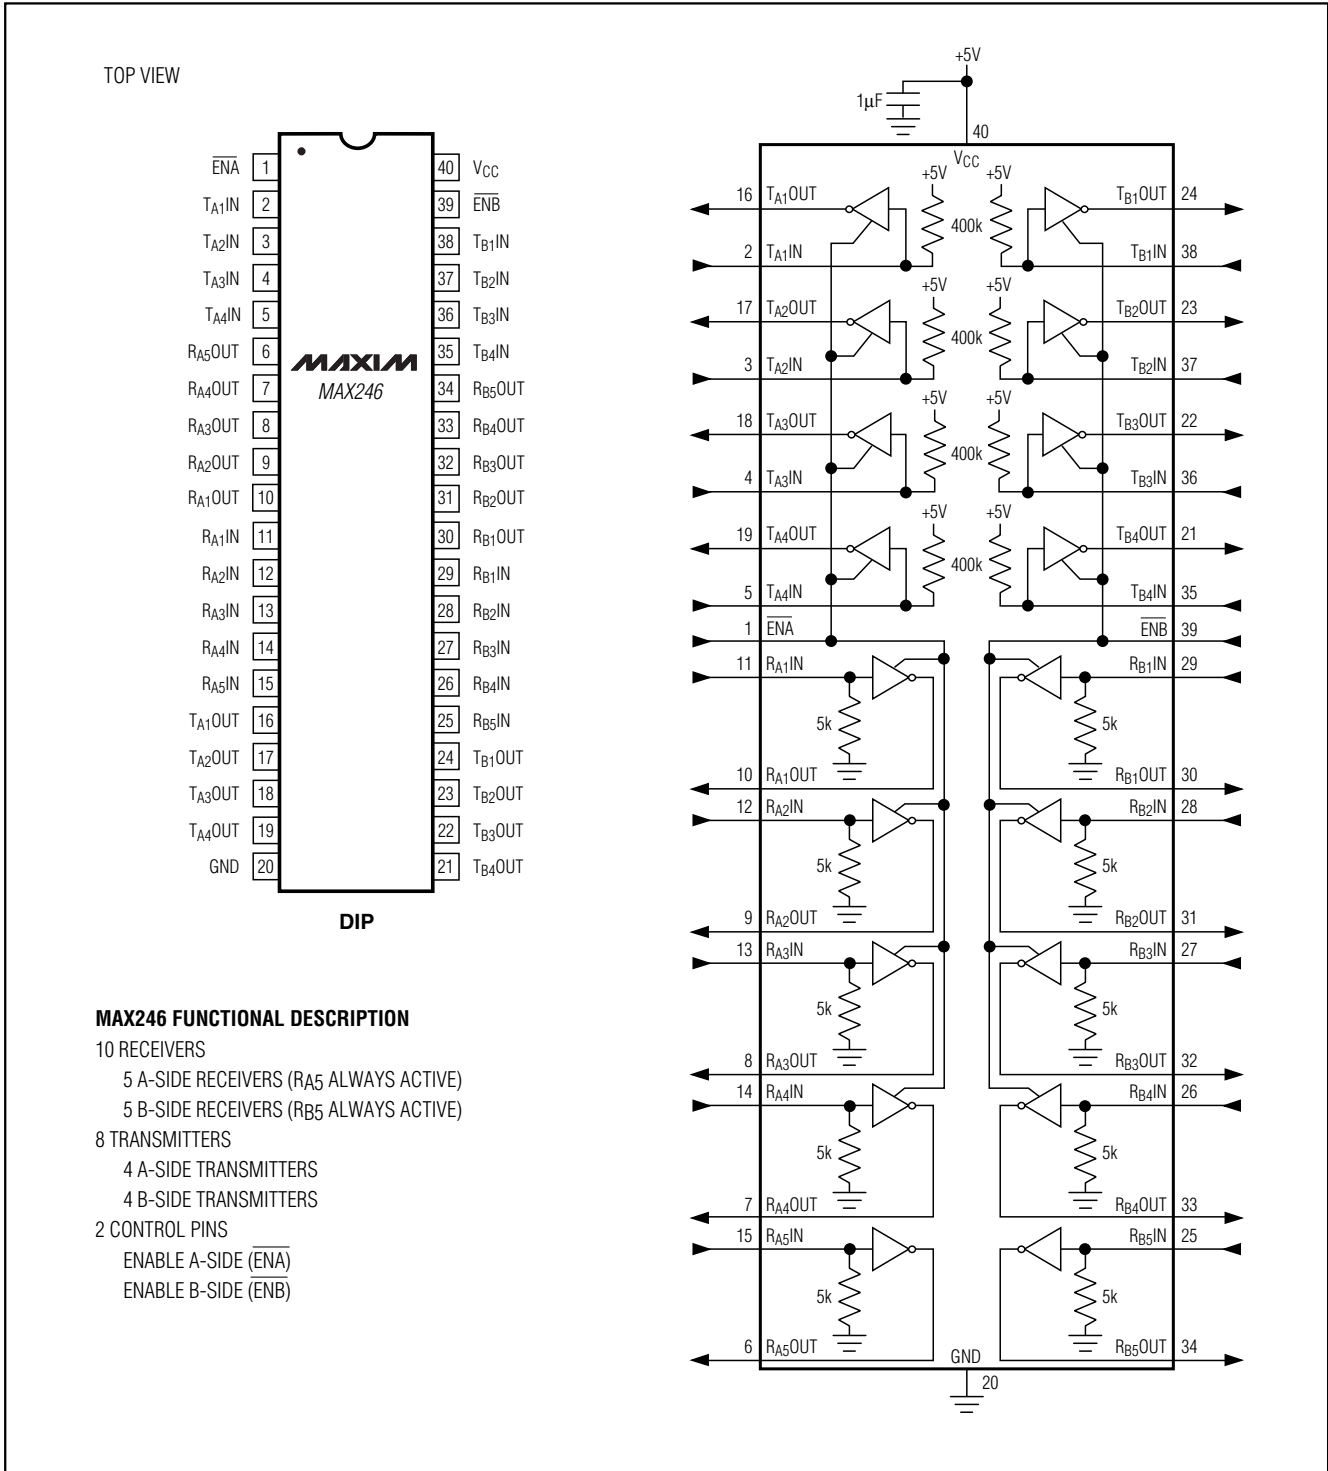 TOP VIEW
ENA 1
TA1IN 2
TA2IN 3
TA3IN 4
TA4IN 5
RA5OUT 6
RA4OUT 7
RA3OUT 8
RA2OUT 9
RA1OUT 10
RA1IN 11
RA2IN 12
RA3IN 13
RA4IN 14
RA5IN 15
TA1OUT 16
TA2OUT 17
TA3OUT 18
TA4OUT 19
GND 20
MAXIM
MAX246
40 VCC
39 ENB
38 TB1IN
37 TB2IN
36 TB3IN
35 TB4IN
34 RB5OUT
33 RB4OUT
32 RB3OUT
31 RB2OUT
30 RB1OUT
29 RB1IN
28 RB2IN
27 RB3IN
26 RB4IN
25 RB5IN
24 TB1OUT
23 TB2OUT
22 TB3OUT
21 TB4OUT
DIP
MAX246 FUNCTIONAL DESCRIPTION
10 RECEIVERS
5 A-SIDE RECEIVERS (RA5 ALWAYS ACTIVE)
5 B-SIDE RECEIVERS (RB5 ALWAYS ACTIVE)
8 TRANSMITTERS
4 A-SIDE TRANSMITTERS
4 B-SIDE TRANSMITTERS
2 CONTROL PINS
ENABLE A-SIDE (ENA)
ENABLE B-SIDE (ENB)
+5V
1µF
40
VCC
+5V +5V
16 TA1OUT TB1OUT 24
400k
2 TA1IN TB1IN 38
+5V +5V
17 TA2OUT TB2OUT 23
400k
3 TA2IN TB2IN 37
+5V +5V
18 TA3OUT TB3OUT 22
400k
4 TA3IN TB3IN 36
+5V +5V
19 TA4OUT TB4OUT 21
400k
5 TA4IN TB4IN 35
1 ENA ENB 39
11 RA1IN RB1IN 29
5k 5k
10 RA1OUT RB1OUT 30
12 RA2IN RB2IN 28
5k 5k
9 RA2OUT RB2OUT 31
13 RA3IN RB3IN 27
5k 5k
8 RA3OUT RB3OUT 32
14 RA4IN RB4IN 26
5k 5k
7 RA4OUT RB4OUT 33
15 RA5IN RB5IN 25
5k 5k
6 RA5OUT RB5OUT 34
GND
20